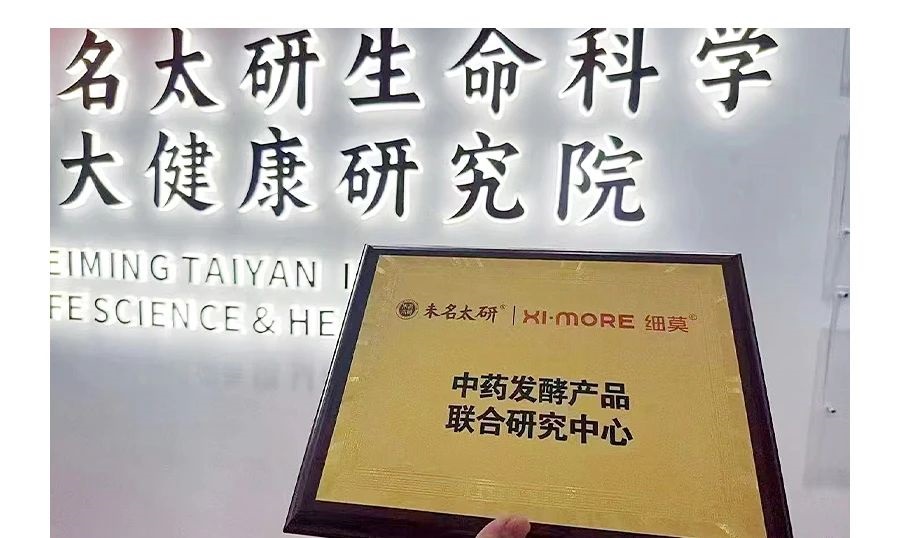 名太研生命科学
大健康研究院
EIMING TAIYAN I
FE SCIENCE & HE
未名太研® | XI·MORE 细莫®
中药发酵产品
联合研究中心